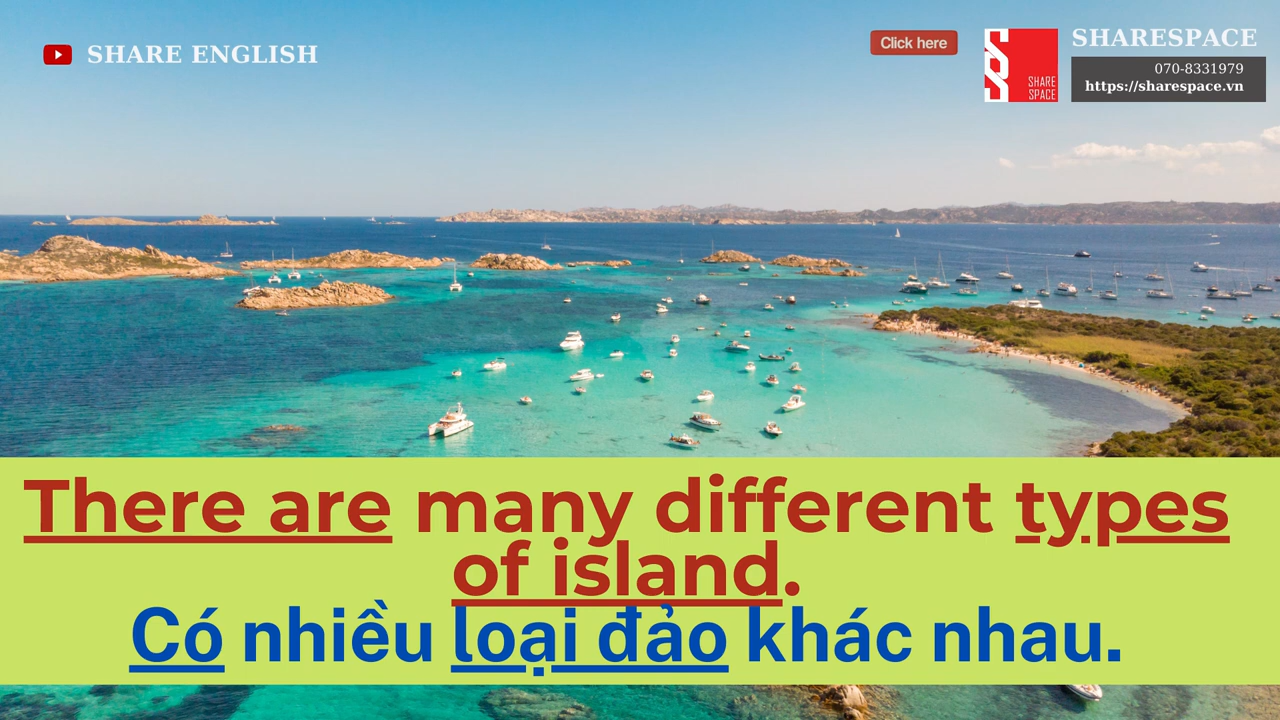 SHARE ENGLISH
Click here
SHARE SPACE
SHARESPACE
070-8331979
https://sharespace.vn
There are many different types
of island.
Có nhiều loại đảo khác nhau.